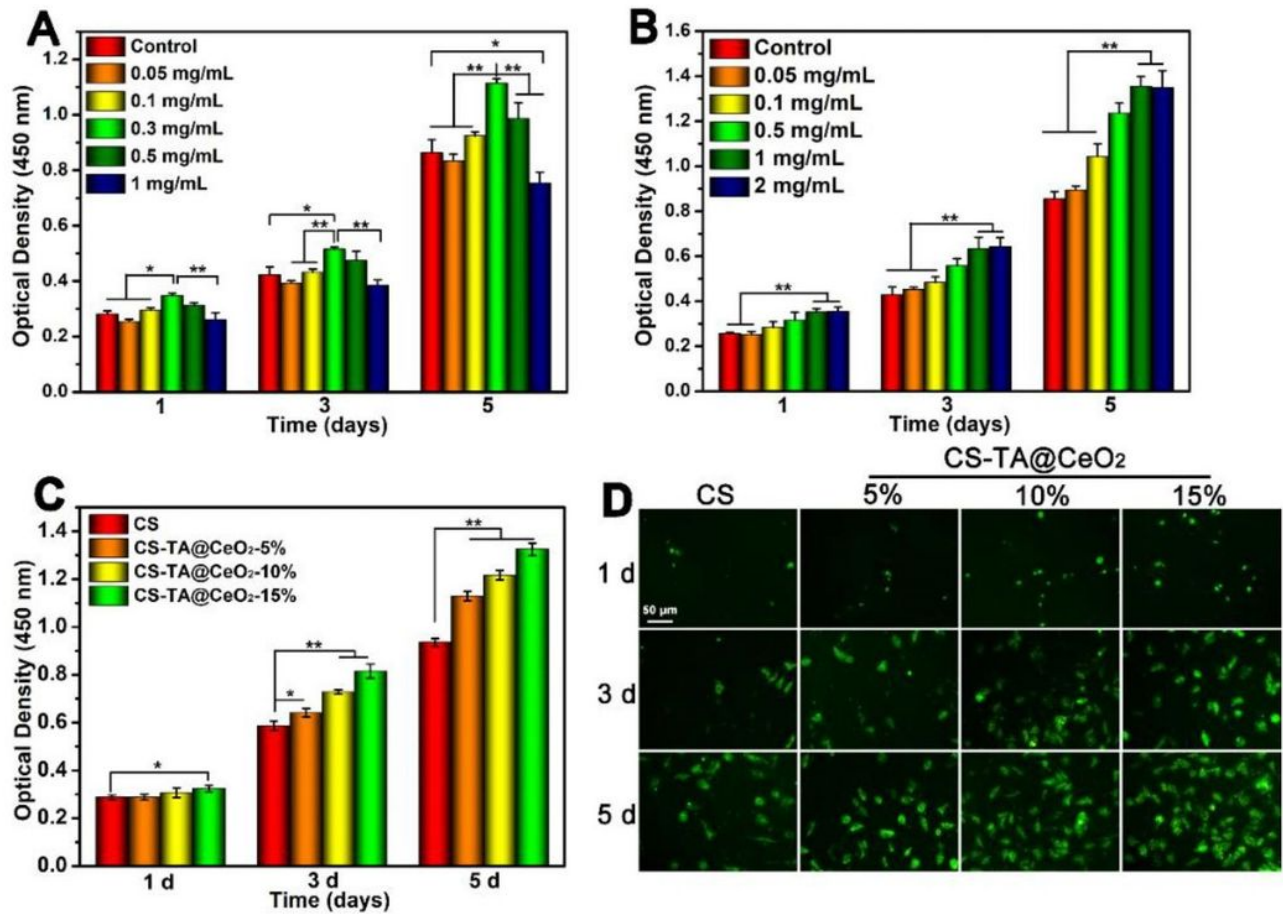 A
Control
0.05 mg/mL
0.1 mg/mL
0.3 mg/mL
0.5 mg/mL
1 mg/mL
Optical Density (450 nm)
1.2
1.0
0.8
0.6
0.4
0.2
0.0
* ** **
* ** **
* **
1 3 5
Time (days)
B
Control
0.05 mg/mL
0.1 mg/mL
0.5 mg/mL
1 mg/mL
2 mg/mL
Optical Density (450 nm)
1.6
1.4
1.2
1.0
0.8
0.6
0.4
0.2
0.0
**
**
**
1 3 5
Time (days)
C
CS
CS-TA@CeO₂-5%
CS-TA@CeO₂-10%
CS-TA@CeO₂-15%
Optical Density (450 nm)
1.4
1.2
1.0
0.8
0.6
0.4
0.2
0.0
**
**
*
*
1 d 3 d 5 d
Time (days)
D
CS-TA@CeO₂
CS 5% 10% 15%
1 d
50 µm
3 d
5 d